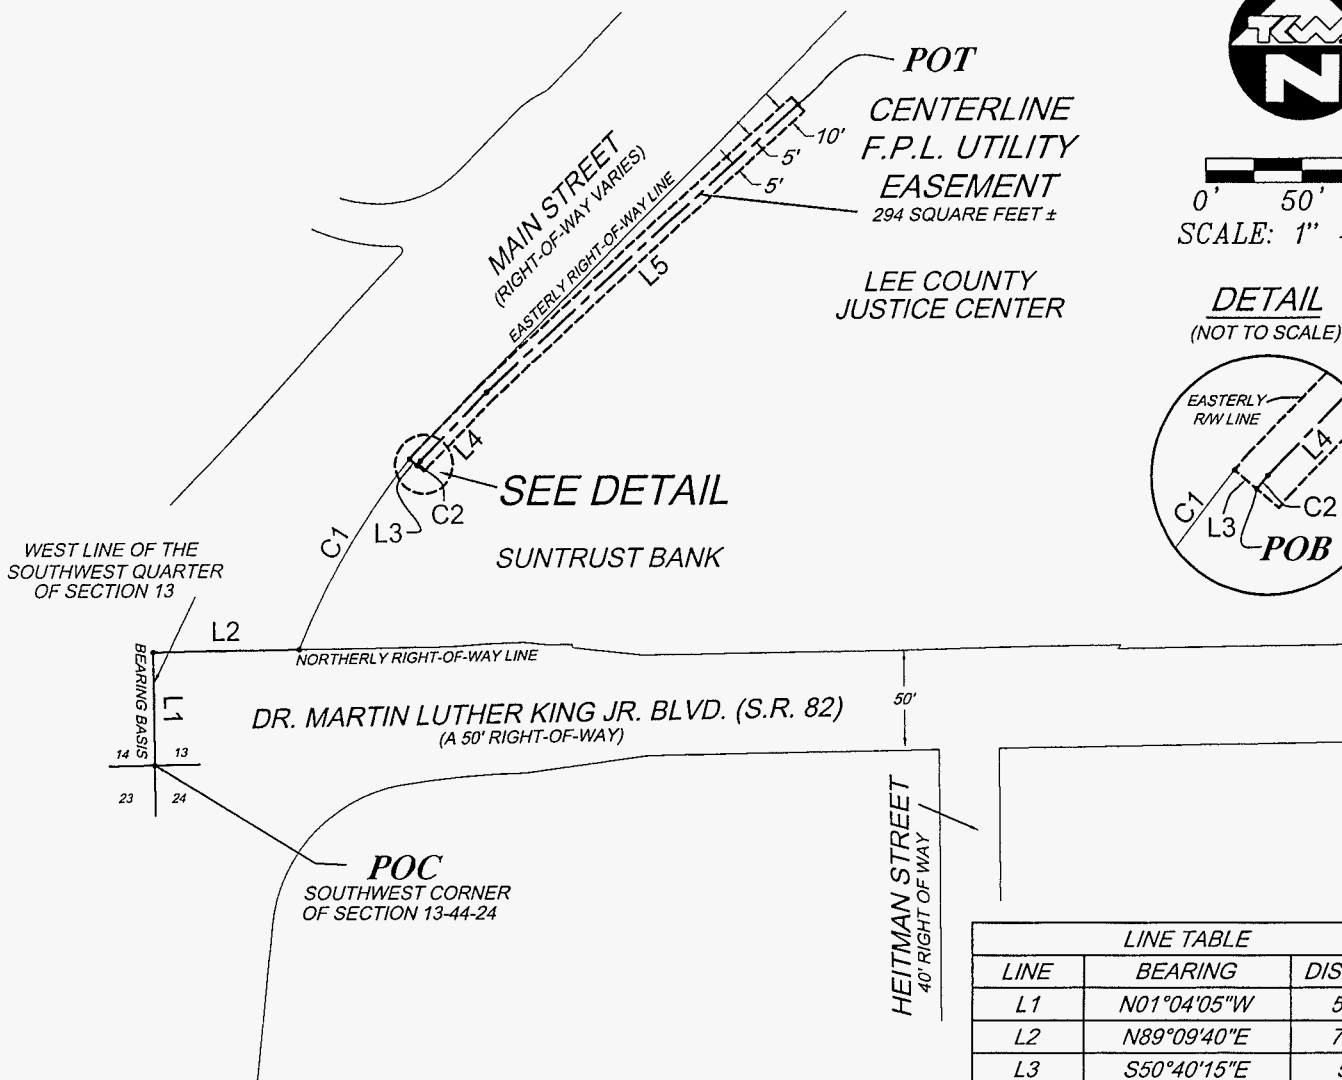 POT
CENTERLINE
F.P.L. UTILITY
EASEMENT
294 SQUARE FEET ±
10'
5'
5'
MAIN STREET
(RIGHT-OF-WAY VARIES)
EASTERLY RIGHT-OF-WAY LINE
L5
LEE COUNTY
JUSTICE CENTER
TKW
N
0'
50'
SCALE: 1"
DETAIL
(NOT TO SCALE)
EASTERLY
R/W LINE
L4
C1
L3
C2
POB
L4
SEE DETAIL
C2
L3
C1
SUNTRUST BANK
WEST LINE OF THE
SOUTHWEST QUARTER
OF SECTION 13
L2
NORTHERLY RIGHT-OF-WAY LINE
BEARING BASIS
L1
DR. MARTIN LUTHER KING JR. BLVD. (S.R. 82)
(A 50' RIGHT-OF-WAY)
50'
14
13
23
24
POC
SOUTHWEST CORNER
OF SECTION 13-44-24
HEITMAN STREET
40' RIGHT OF WAY
LINE TABLE
LINE BEARING DIS
L1 N01°04'05"W 5
L2 N89°09'40"E 7
L3 S50°40'15"E